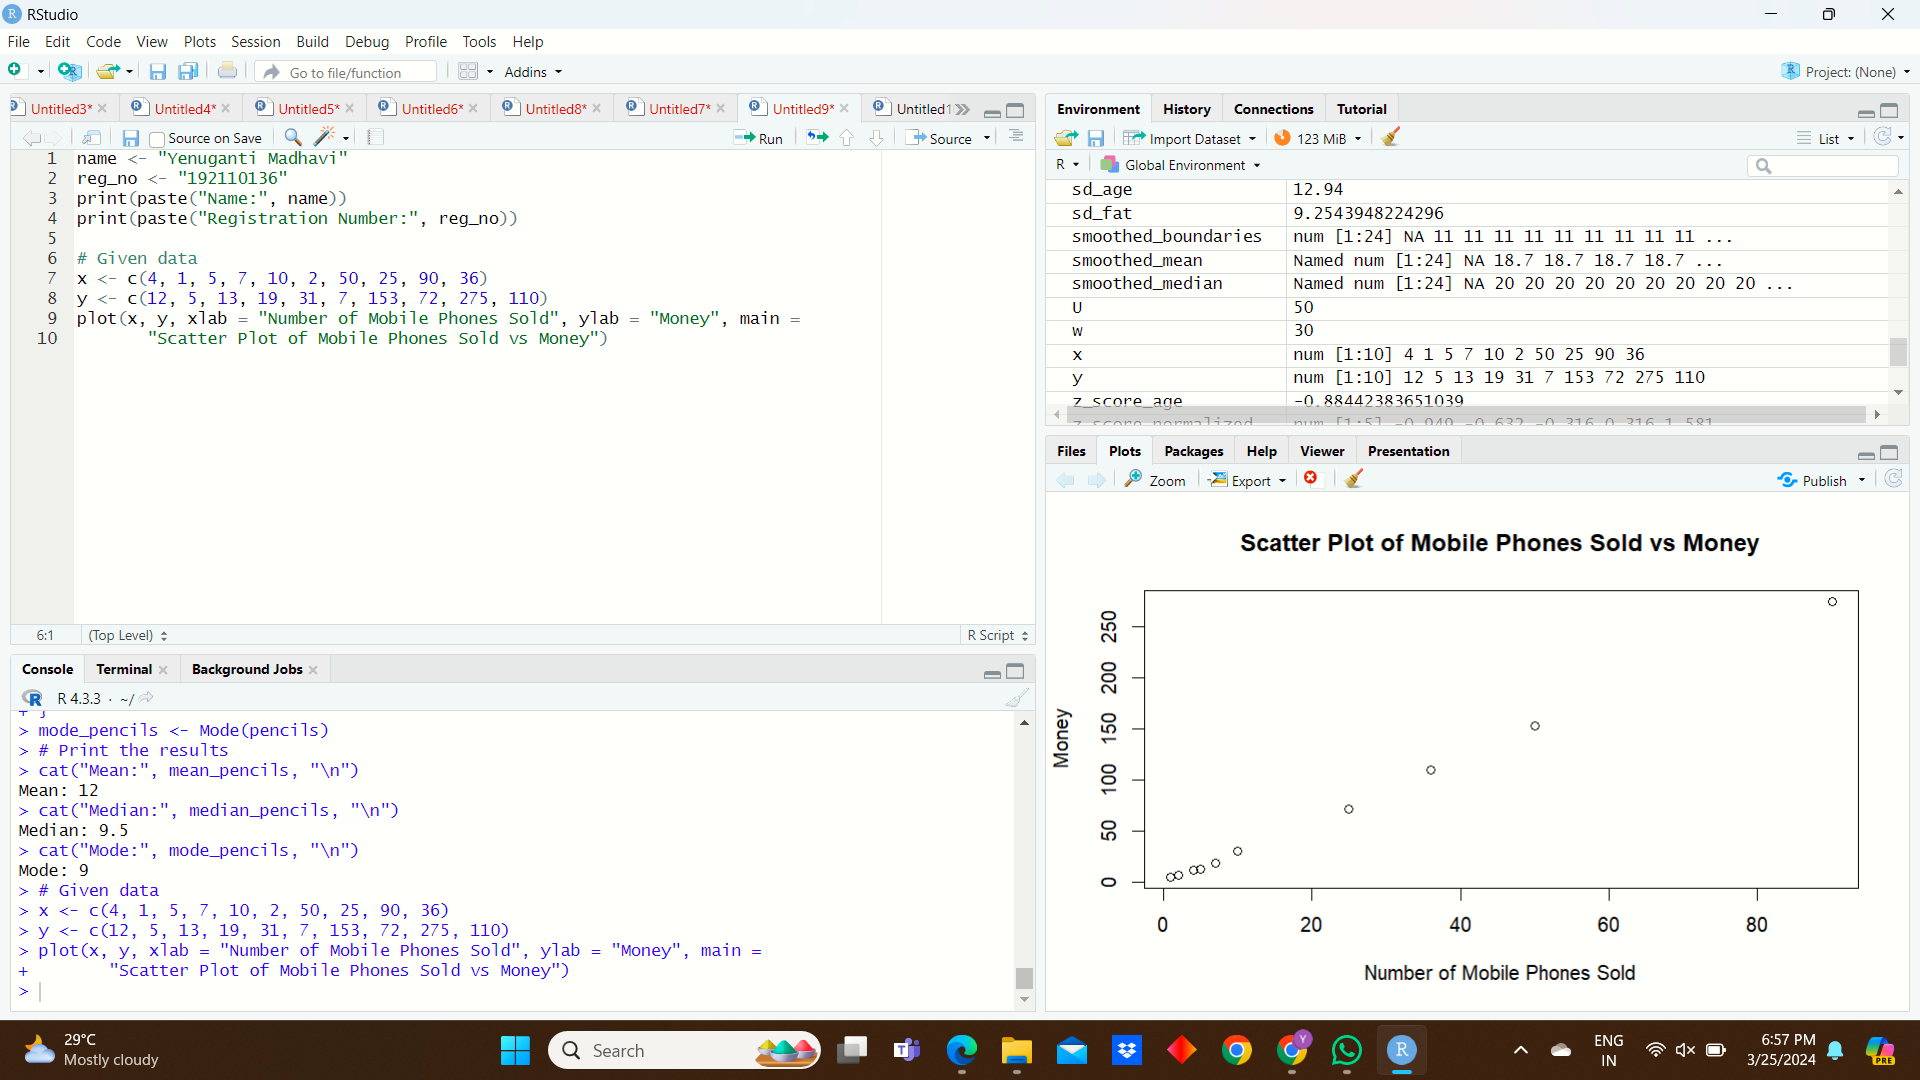 RStudio
File Edit Code View Plots Session Build Debug Profile Tools Help
Go to file/function Addins Project: (None)
Untitled3* Untitled4* Untitled5* Untitled6* Untitled8* Untitled7* Untitled9* Untitled1
Source on Save Run Source
1 name <- "Yenuganti Madhavi"
2 reg_no <- "192110136"
3 print(paste("Name:", name))
4 print(paste("Registration Number:", reg_no))
5
6 # Given data
7 x <- c(4, 1, 5, 7, 10, 2, 50, 25, 90, 36)
8 y <- c(12, 5, 13, 19, 31, 7, 153, 72, 275, 110)
9 plot(x, y, xlab = "Number of Mobile Phones Sold", ylab = "Money", main =
10 "Scatter Plot of Mobile Phones Sold vs Money")
6:1 (Top Level) R Script
Console Terminal Background Jobs
R 4.3.3 · ~/
+ }
> mode_pencils <- Mode(pencils)
> # Print the results
> cat("Mean:", mean_pencils, "\n")
Mean: 12
> cat("Median:", median_pencils, "\n")
Median: 9.5
> cat("Mode:", mode_pencils, "\n")
Mode: 9
> # Given data
> x <- c(4, 1, 5, 7, 10, 2, 50, 25, 90, 36)
> y <- c(12, 5, 13, 19, 31, 7, 153, 72, 275, 110)
> plot(x, y, xlab = "Number of Mobile Phones Sold", ylab = "Money", main =
+ "Scatter Plot of Mobile Phones Sold vs Money")
>
Environment History Connections Tutorial
Import Dataset 123 MiB List
R Global Environment
sd_age 12.94
sd_fat 9.2543948224296
smoothed_boundaries num [1:24] NA 11 11 11 11 11 11 11 11 11 ...
smoothed_mean Named num [1:24] NA 18.7 18.7 18.7 18.7 ...
smoothed_median Named num [1:24] NA 20 20 20 20 20 20 20 20 20 ...
U 50
w 30
x num [1:10] 4 1 5 7 10 2 50 25 90 36
y num [1:10] 12 5 13 19 31 7 153 72 275 110
z_score_age -0.88442383651039
z_score_normalized num [1:5] -0.949 -0.632 -0.316 0.316 1.581
Files Plots Packages Help Viewer Presentation
Zoom Export Publish
Scatter Plot of Mobile Phones Sold vs Money
Money
250
200
150
100
50
0
0 20 40 60 80
Number of Mobile Phones Sold
29°C
Mostly cloudy
Search
ENG
IN
6:57 PM
3/25/2024
PRE